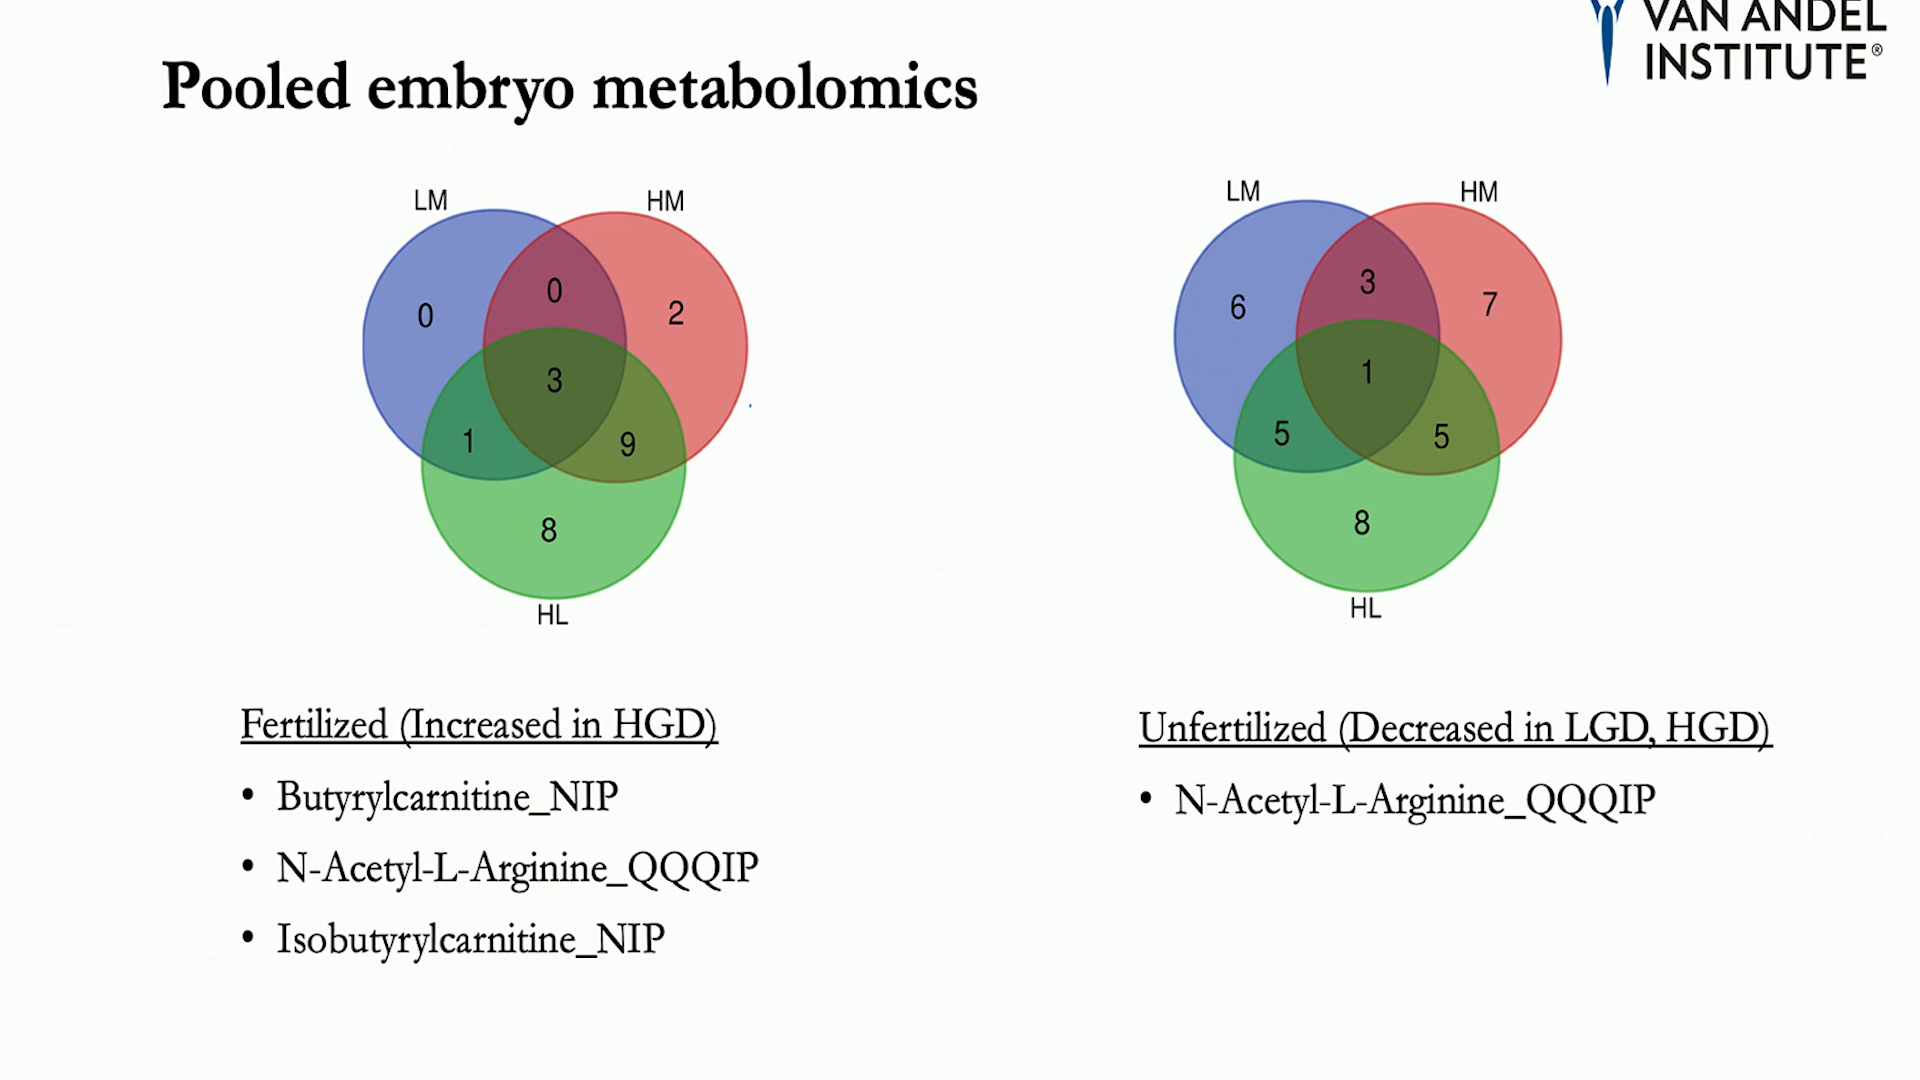 VAN ANDEL
INSTITUTE®
Pooled embryo metabolomics
LM
HM
0
0
2
3
1
9
8
HL
LM
HM
6
3
7
1
5
5
8
HL
Fertilized (Increased in HGD)
• Butyrylcarnitine_NIP
• N-Acetyl-L-Arginine_QQQIP
• Isobutyrylcarnitine_NIP
Unfertilized (Decreased in LGD, HGD)
• N-Acetyl-L-Arginine_QQQIP